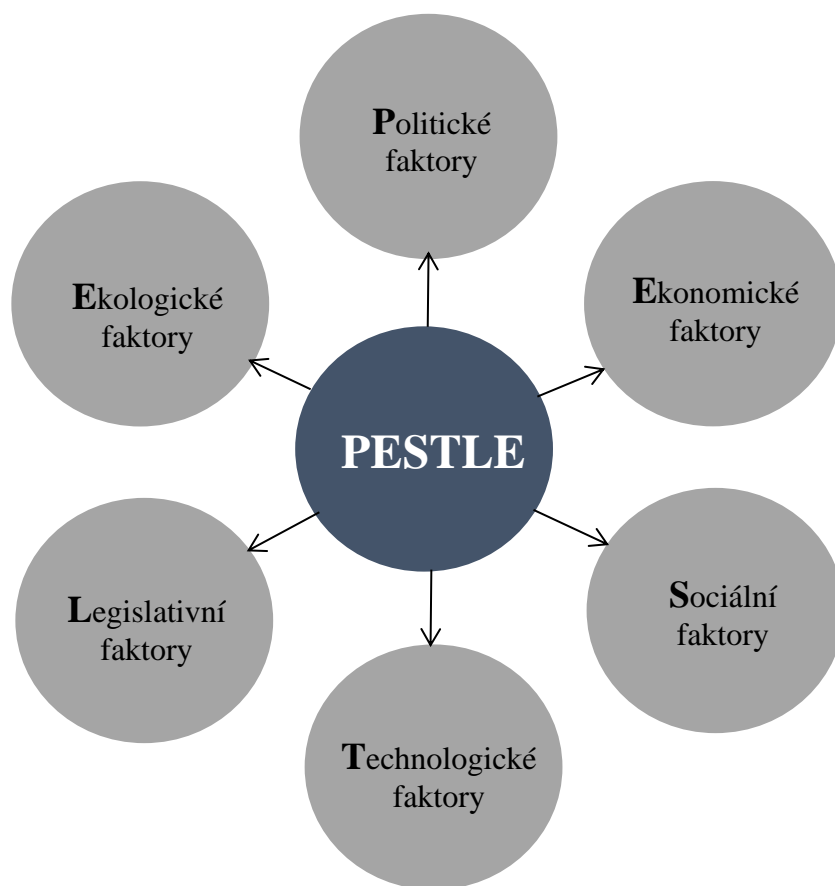 Politické
faktory
Ekologické
faktory
Ekonomické
faktory
PESTLE
Legislativní
faktory
Sociální
faktory
Technologické
faktory